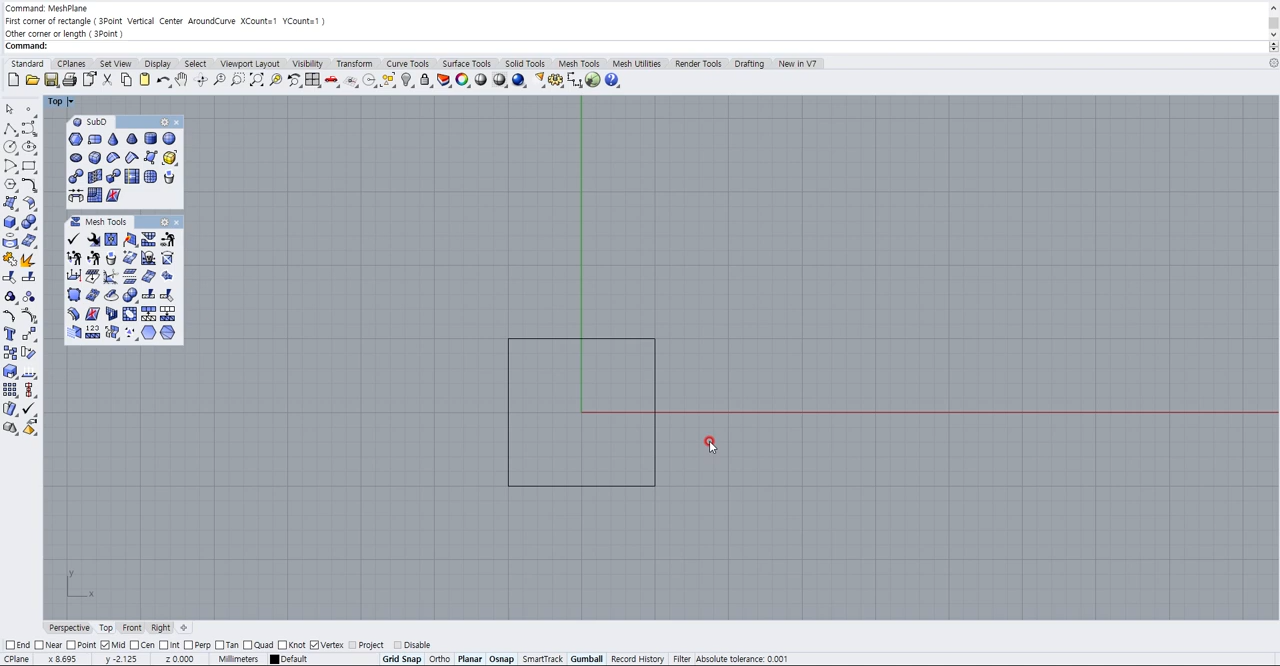 Command: MeshPlane
First corner of rectangle ( 3Point  Vertical  Center  AroundCurve  XCount=1  YCount=1 )
Other corner or length ( 3Point )
Command:
Standard CPlanes Set View Display Select Viewport Layout Visibility Transform Curve Tools Surface Tools Solid Tools Mesh Tools Mesh Utilities Render Tools Drafting New in V7
Top
SubD
Mesh Tools
123
y
x
Perspective Top Front Right
End Near Point Mid Cen Int Perp Tan Quad Knot Vertex Project Disable
CPlane x 8.695 y -2.125 z 0.000 Millimeters Default Grid Snap Ortho Planar Osnap SmartTrack Gumball Record History Filter Absolute tolerance: 0.001